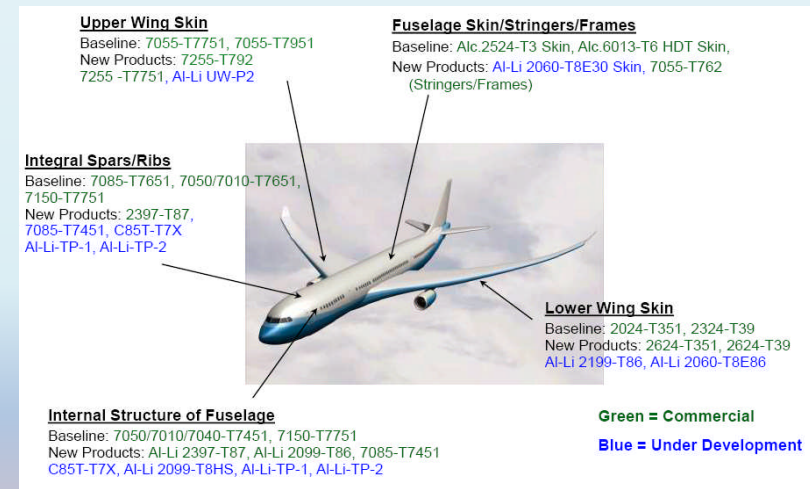 Upper Wing Skin
Baseline: 7055-T7751, 7055-T7951
New Products: 7255-T792
7255 -T7751, Al-Li UW-P2
Fuselage Skin/Stringers/Frames
Baseline: Alc.2524-T3 Skin, Alc.6013-T6 HDT Skin,
New Products: Al-Li 2060-T8E30 Skin, 7055-T762
(Stringers/Frames)
Integral Spars/Ribs
Baseline: 7085-T7651, 7050/7010-T7651,
7150-T7751
New Products: 2397-T87,
7085-T7451, C85T-T7X
Al-Li-TP-1, Al-Li-TP-2
Lower Wing Skin
Baseline: 2024-T351, 2324-T39
New Products: 2624-T351, 2624-T39
Al-Li 2199-T86, Al-Li 2060-T8E86
Internal Structure of Fuselage
Baseline: 7050/7010/7040-T7451, 7150-T7751
New Products: Al-Li 2397-T87, Al-Li 2099-T86, 7085-T7451
C85T-T7X, Al-Li 2099-T8HS, Al-Li-TP-1, Al-Li-TP-2
Green = Commercial
Blue = Under Development